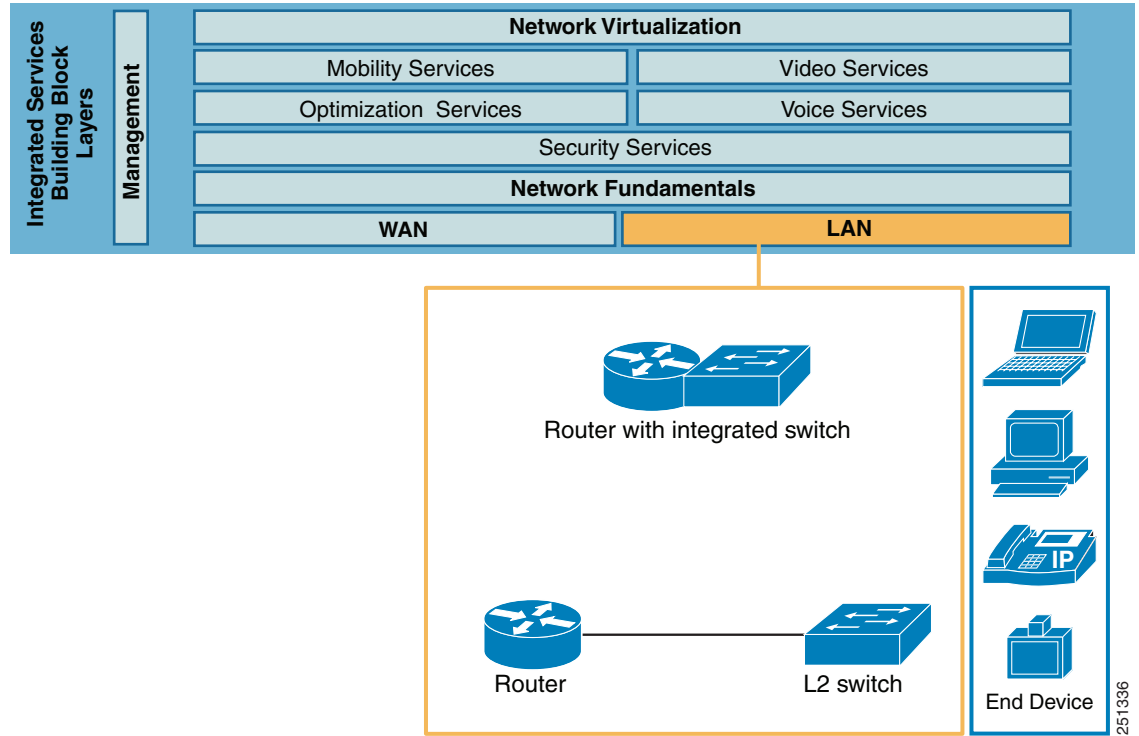 Integrated Services
Building Block
Layers
Management
Network Virtualization
Mobility Services
Video Services
Optimization Services
Voice Services
Security Services
Network Fundamentals
WAN
LAN
Router with integrated switch
IP
Router
L2 switch
End Device
251336